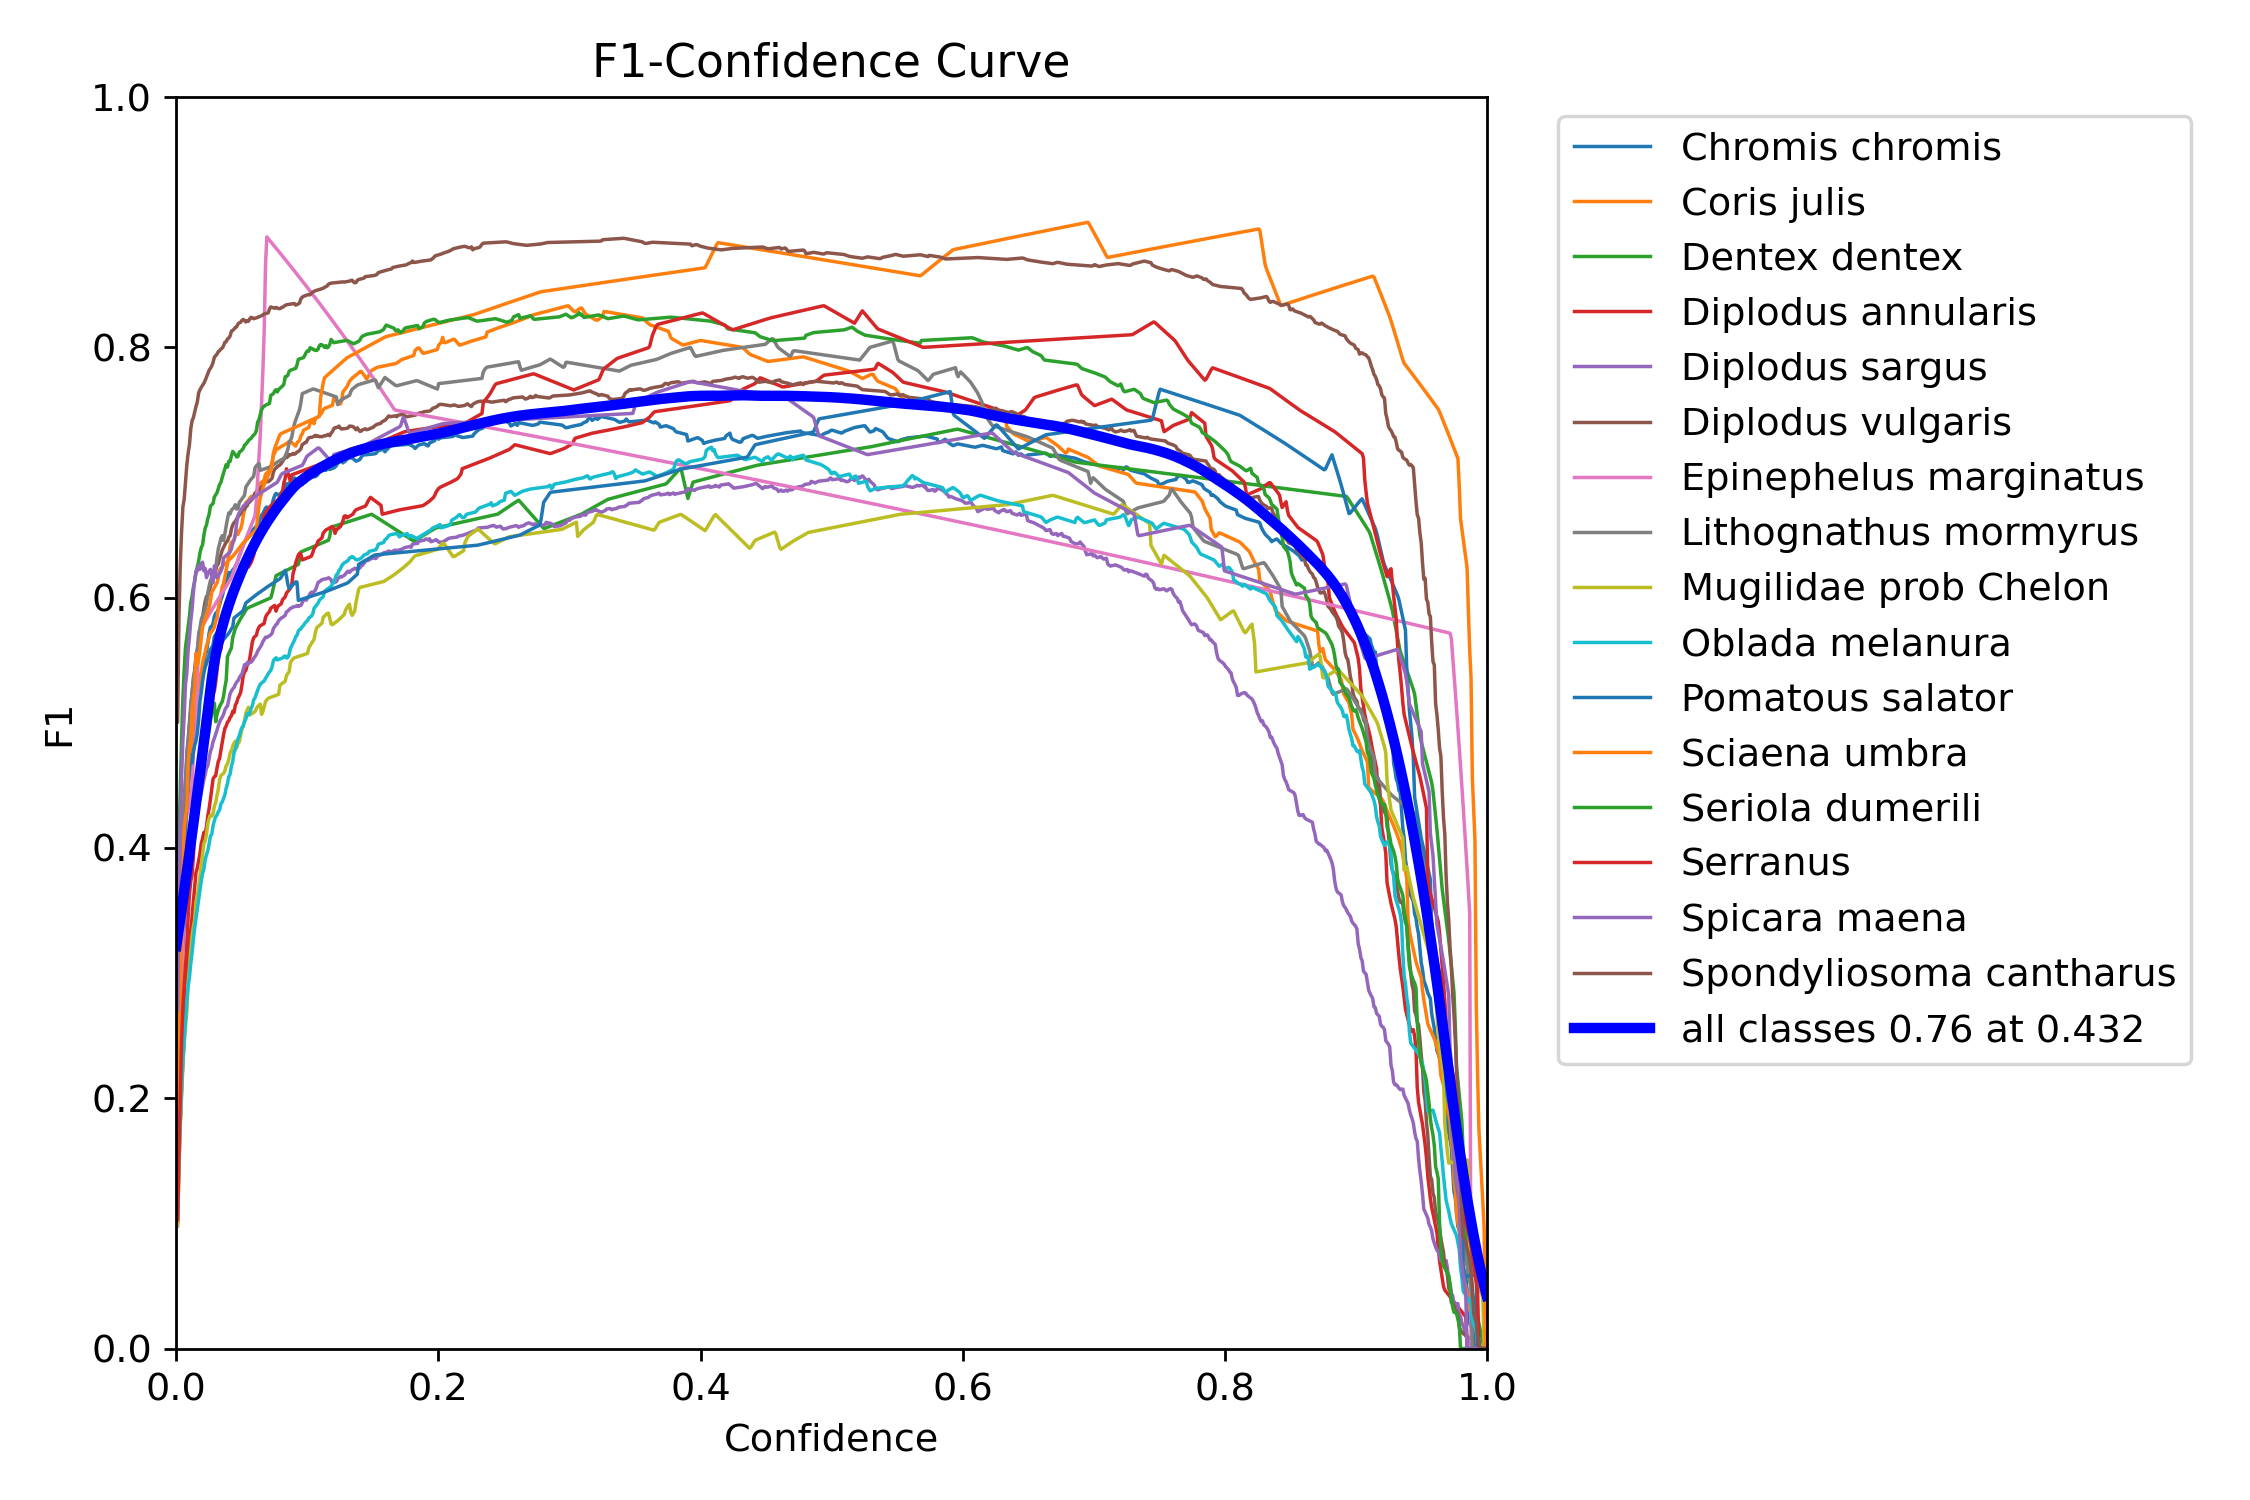 F1-Confidence Curve
1.0
0.8
0.6
0.4
0.2
0.0
F1
0.0 0.2 0.4 0.6 0.8 1.0
Confidence
Chromis chromis
Coris julis
Dentex dentex
Diplodus annularis
Diplodus sargus
Diplodus vulgaris
Epinephelus marginatus
Lithognathus mormyrus
Mugilidae prob Chelon
Oblada melanura
Pomatous salator
Sciaena umbra
Seriola dumerili
Serranus
Spicara maena
Spondyliosoma cantharus
all classes 0.76 at 0.432